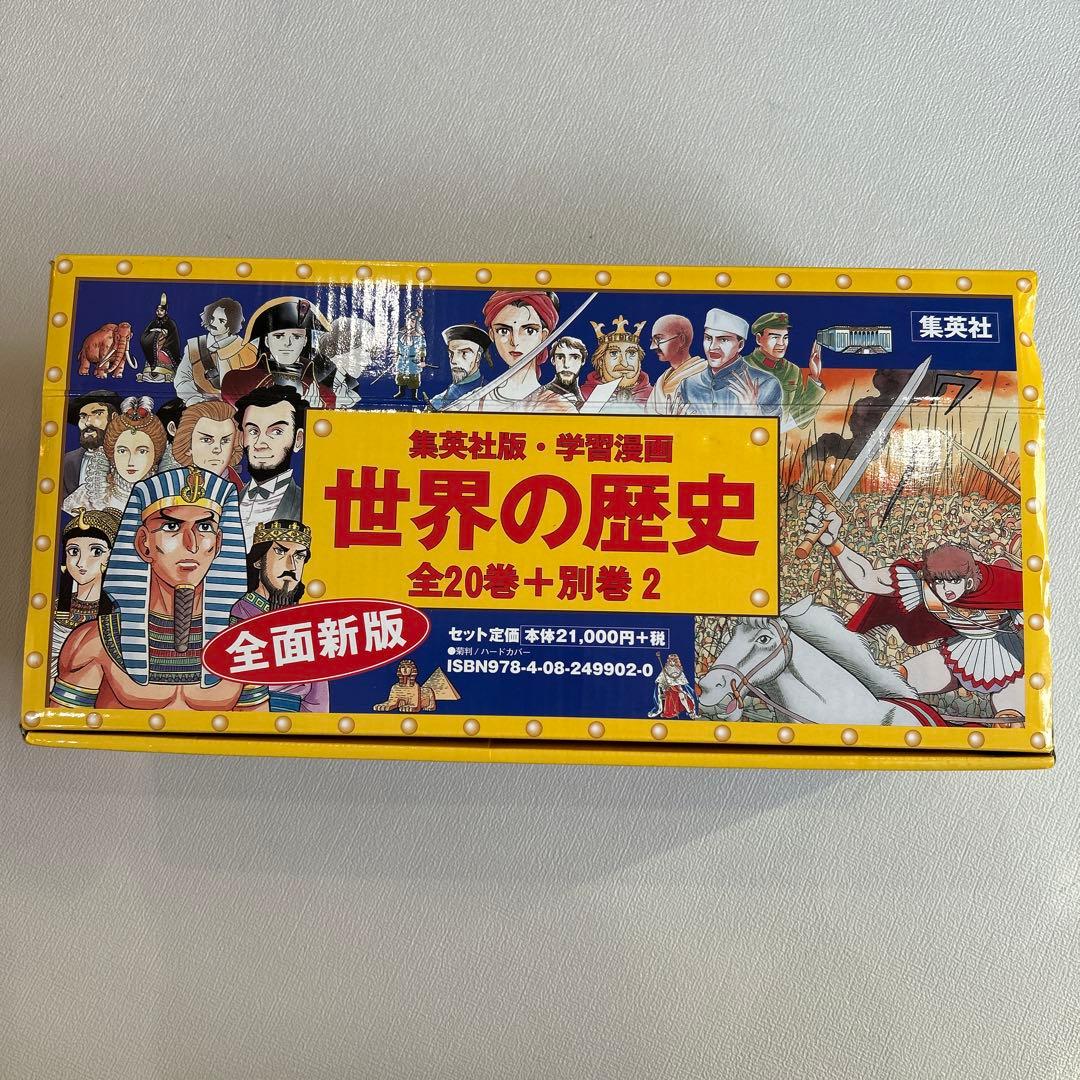 集英社
集英社版・学習漫画
世界の歴史
全20巻+別巻2
全面新版
セット定価 本体21,000円+税
●菊判/ハードカバー
ISBN978-4-08-249902-0